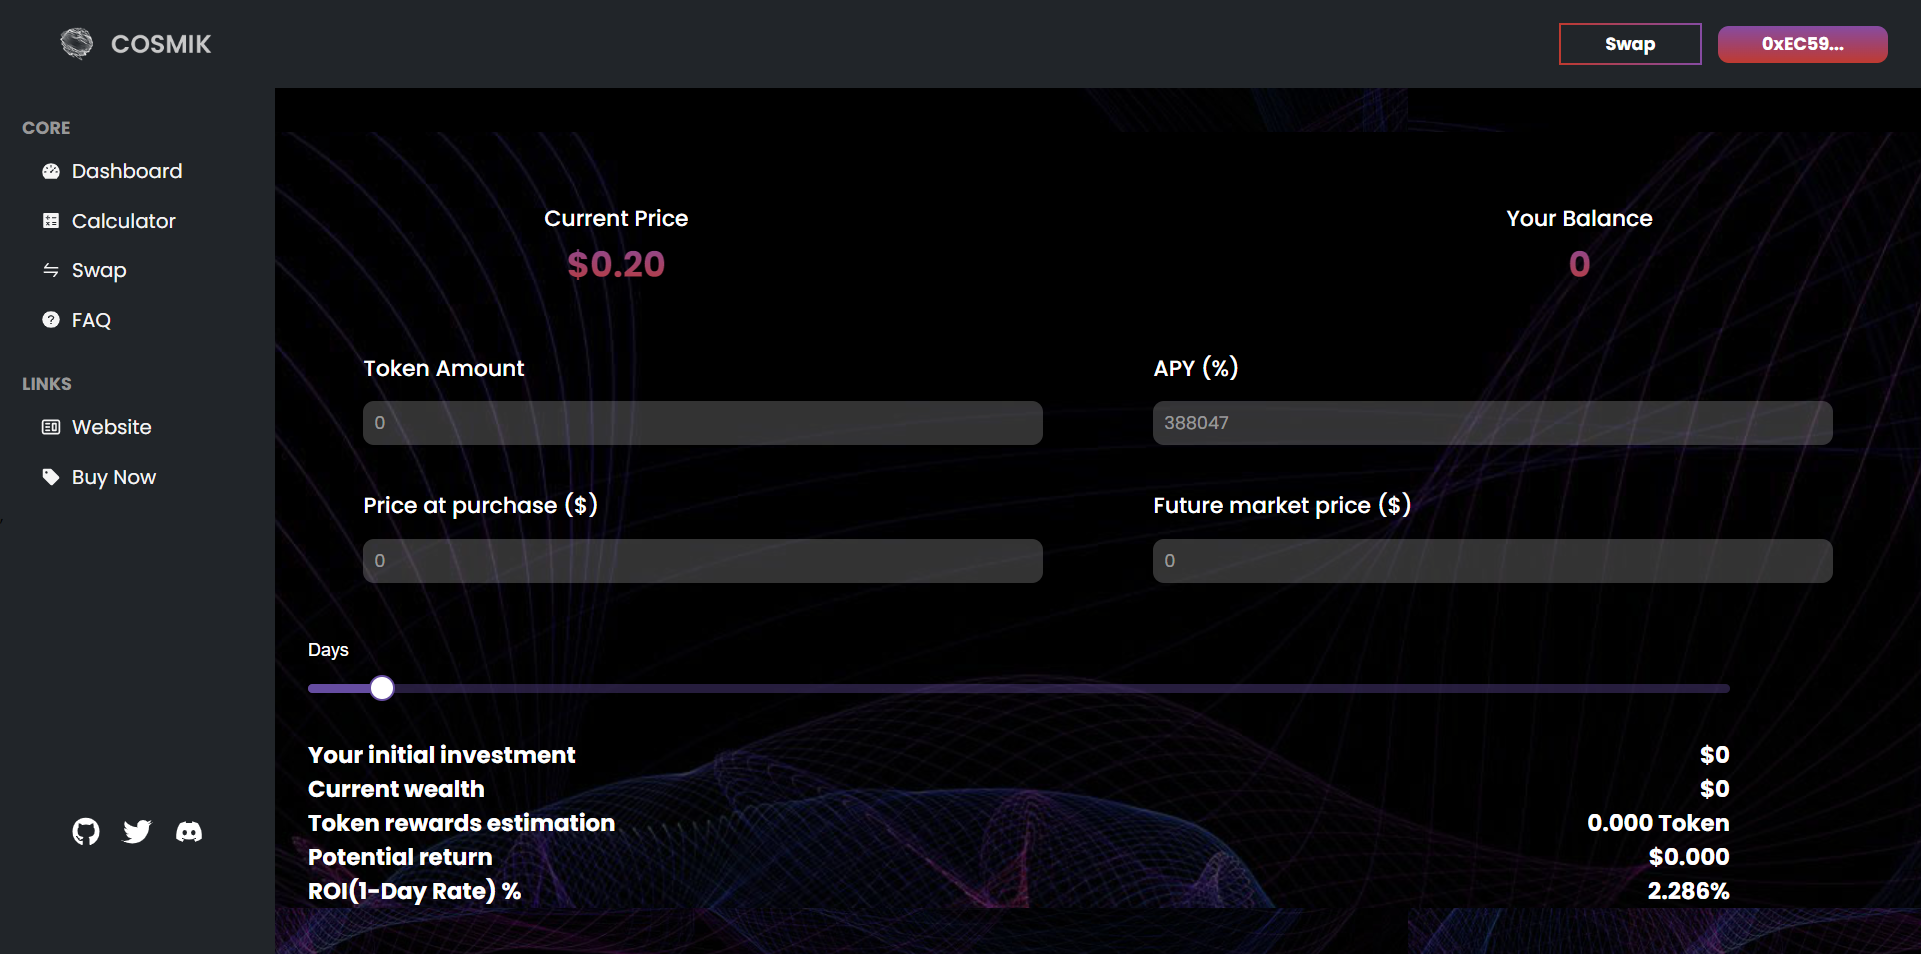 COSMIK
Swap
0xEC59...
CORE
Dashboard
Calculator
Swap
FAQ
LINKS
Website
Buy Now
Current Price
$0.20
Your Balance
0
Token Amount
0
APY (%)
388047
Price at purchase ($)
0
Future market price ($)
0
Days
Your initial investment $0
Current wealth $0
Token rewards estimation 0.000 Token
Potential return $0.000
ROI(1-Day Rate) % 2.286%